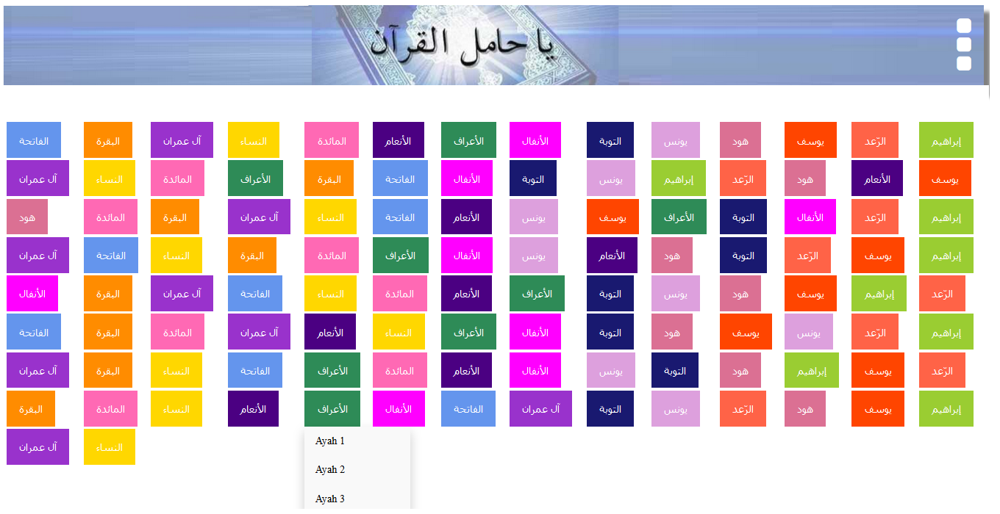 يا حامل القرآن
الفاتحة البقرة آل عمران النساء المائدة الأنعام الأعراف الأنفال التوبة يونس هود يوسف الرّعد إبراهيم
آل عمران النساء المائدة الأعراف البقرة الفاتحة الأنفال التوبة يونس إبراهيم الرّعد هود الأنعام يوسف
هود المائدة البقرة آل عمران النساء الفاتحة الأنعام يونس يوسف الأعراف التوبة الأنفال الرّعد إبراهيم
آل عمران الفاتحة النساء البقرة المائدة الأعراف الأنفال يونس الأنعام هود التوبة الرّعد يوسف إبراهيم
الأنفال البقرة آل عمران الفاتحة النساء المائدة الأنعام الأعراف التوبة يونس هود يوسف إبراهيم الرّعد
الفاتحة البقرة المائدة آل عمران الأنعام النساء الأعراف الأنفال التوبة هود يوسف يونس الرّعد إبراهيم
آل عمران البقرة النساء الفاتحة الأعراف المائدة الأنعام الأنفال يونس التوبة هود إبراهيم يوسف الرّعد
البقرة المائدة النساء الأنعام الأعراف الأنفال الفاتحة آل عمران التوبة يونس الرّعد هود يوسف إبراهيم
آل عمران النساء
Ayah 1
Ayah 2
Ayah 3